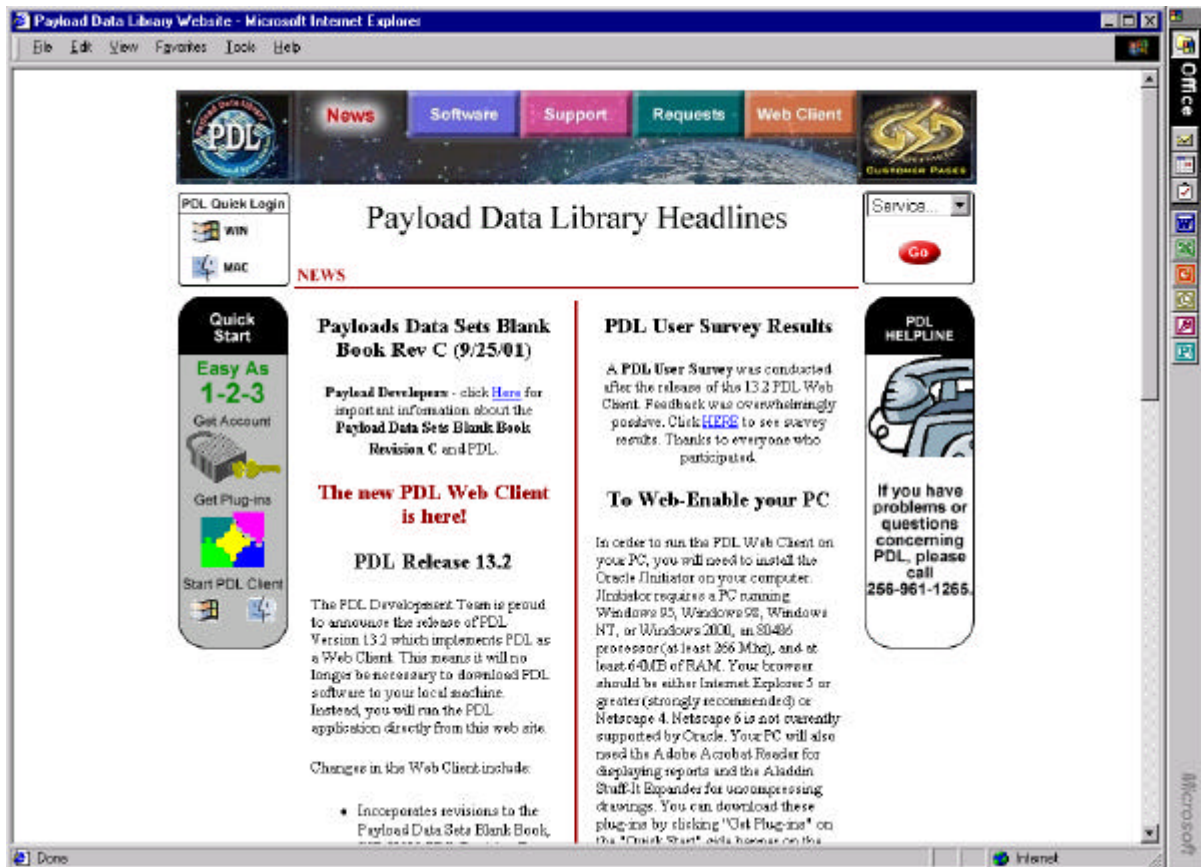 Payload Data Library Website - Microsoft Internet Explorer
File Edit View Favorites Tools Help
Office
PDL
News
Software
Support
Requests
Web Client
GSD
CUSTOMER PAGES
PDL Quick Login
WIN
MAC
Payload Data Library Headlines
Service...
Go
NEWS
Quick
Start
Easy As
1-2-3
Get Account
Get Plug-ins
Start PDL Client
Payloads Data Sets Blank
Book Rev C (9/25/01)
Payload Developers - click Here for
important information about the
Payload Data Sets Blank Book
Revision C and PDL.
The new PDL Web Client
is here!
PDL Release 13.2
The PDL Development Team is proud
to announce the release of PDL
Version 13.2 which implements PDL as
a Web Client. This means it will no
longer be necessary to download PDL
software to your local machine.
Instead, you will run the PDL
application directly from this web site.
Changes in the Web Client include:
• Incorporates revisions to the
Payload Data Sets Blank Book,
PDL User Survey Results
A PDL User Survey was conducted
after the release of the 13.2 PDL Web
Client. Feedback was overwhelmingly
positive. Click HERE to see survey
results. Thanks to everyone who
participated.
To Web-Enable your PC
In order to run the PDL Web Client on
your PC, you will need to install the
Oracle JInitiator on your computer.
JInitiator requires a PC running
Windows 95, Windows 98, Windows
NT, or Windows 2000, an 80486
processor (at least 266 Mhz), and at
least 64MB of RAM. Your browser
should be either Internet Explorer 5 or
greater (strongly recommended) or
Netscape 4. Netscape 6 is not currently
supported by Oracle. Your PC will also
need the Adobe Acrobat Reader for
displaying reports and the Aladdin
Stuff-It Expander for uncompressing
drawings. You can download these
plug-ins by clicking "Get Plug-ins" on
the "Quick Start" side banner on the
PDL
HELPLINE
If you have
problems or
questions
concerning
PDL, please
call
256-961-1265.
Microsoft
Done
Internet